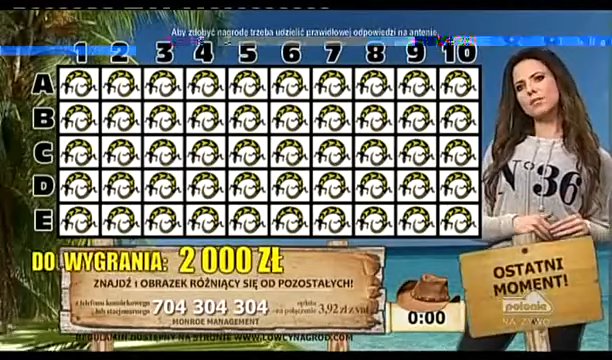 Aby zdobyć nagrodę trzeba udzielić prawidłowej odpowiedzi na antenie
1 2 3 4 5 6 7 8 9 10
A
B
C
D
E
N° 36
DO WYGRANIA: 2 000 ZŁ
ZNAJDŹ 1 OBRAZEK RÓŻNIĄCY SIĘ OD POZOSTAŁYCH!
z telefonu komórkowego lub stacjonarnego 704 304 304 opłata za połączenie 3,92 zł z vat
MONROE MANAGEMENT
0:00
OSTATNI
MOMENT!
polonia
NA ŻYWO
REGULAMIN DOSTĘPNY NA STRONIE WWW.LOWCYNAGROD.COM